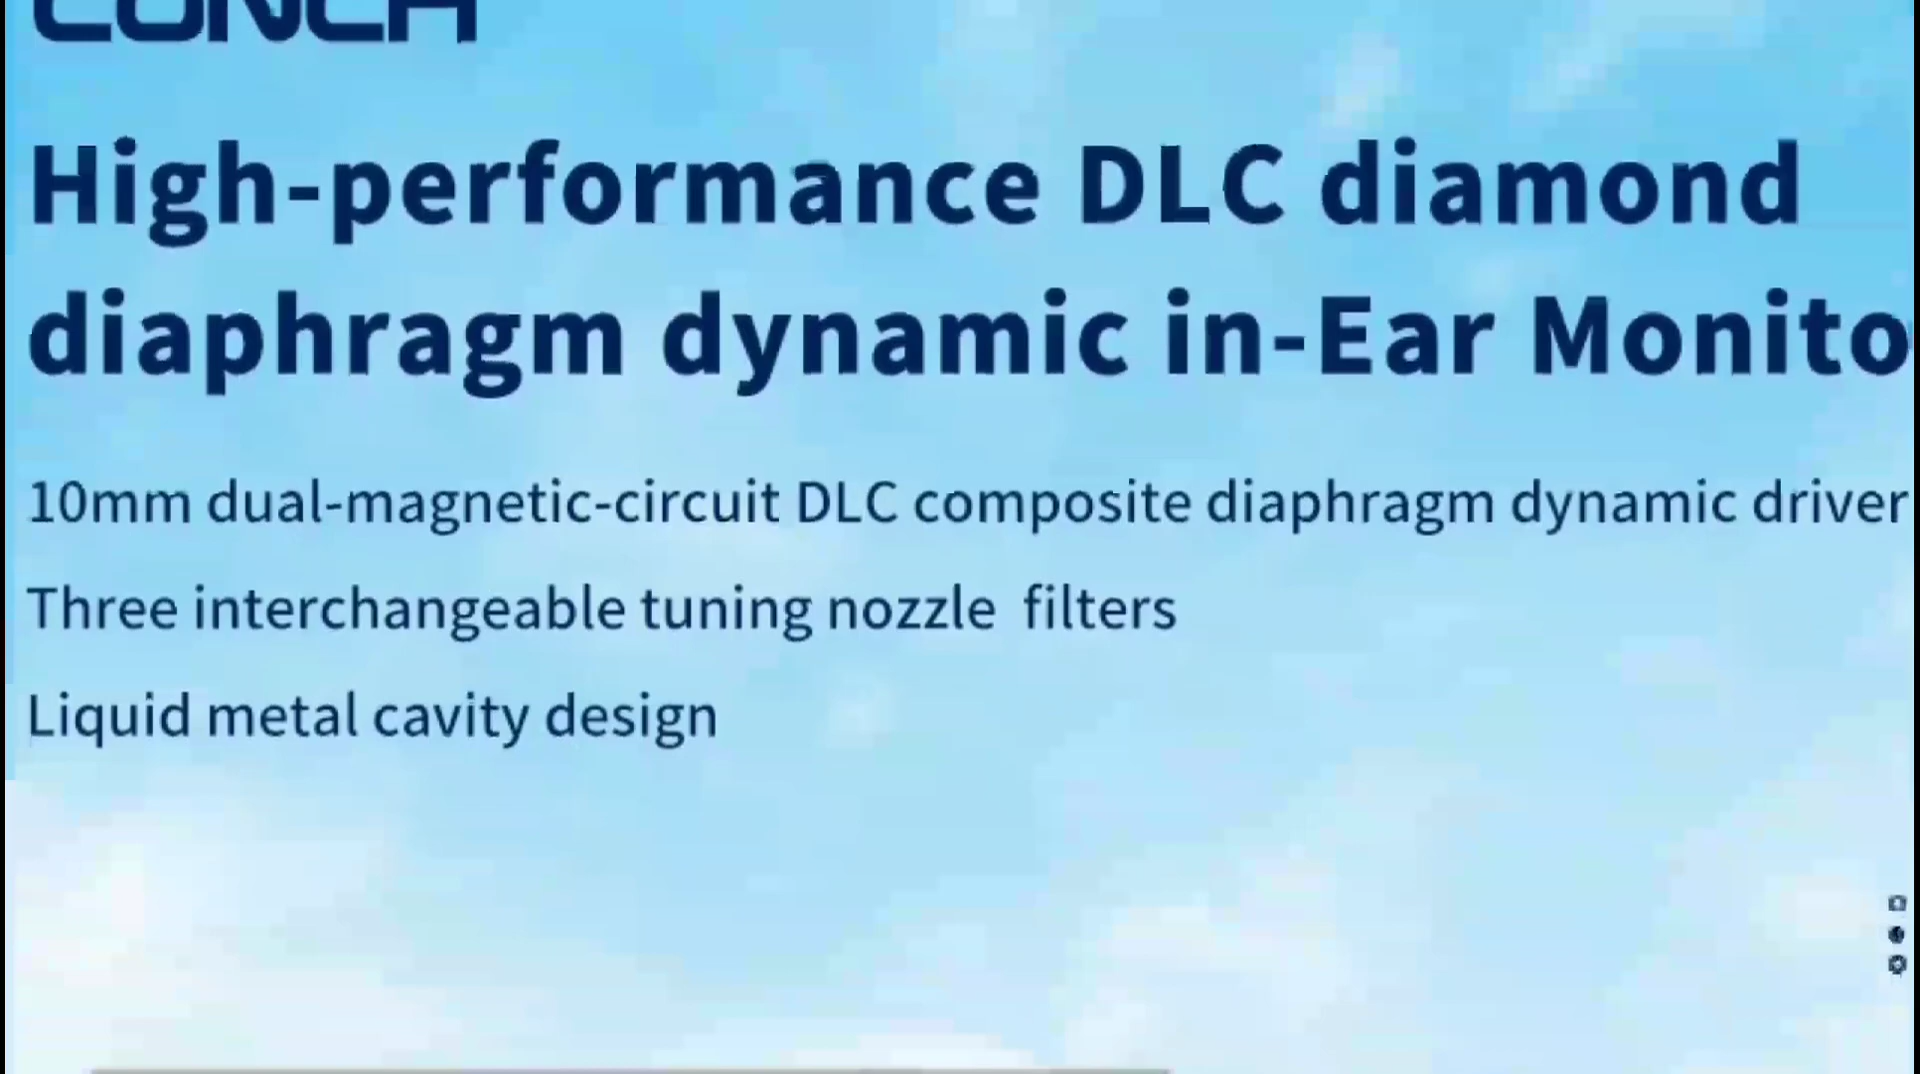 CONCH
High-performance DLC diamond
diaphragm dynamic in-Ear Monito
10mm dual-magnetic-circuit DLC composite diaphragm dynamic driver
Three interchangeable tuning nozzle filters
Liquid metal cavity design